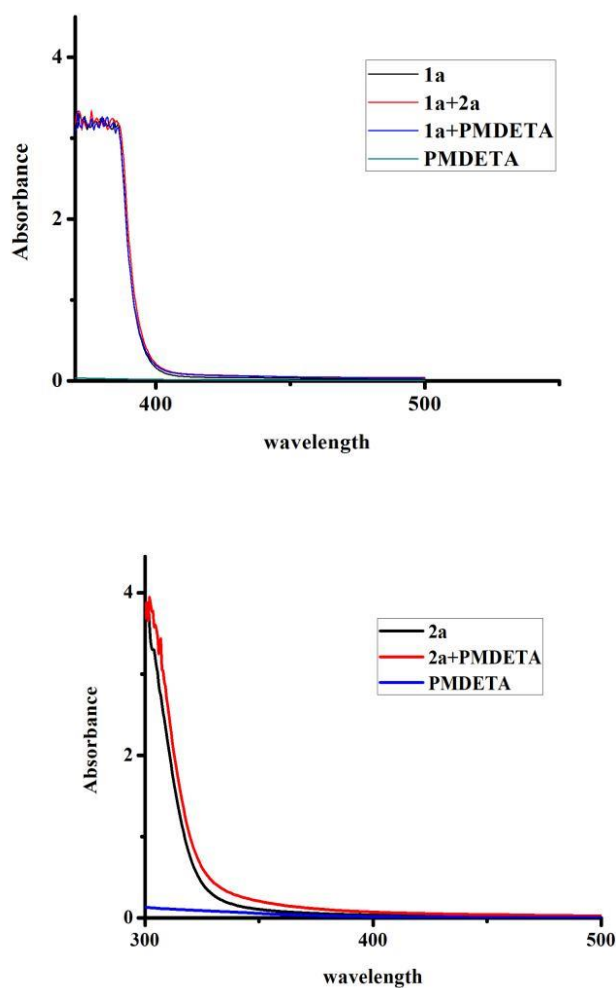 4
2
0
Absorbance
1a
1a+2a
1a+PMDETA
PMDETA
400
500
wavelength
4
2
0
Absorbance
2a
2a+PMDETA
PMDETA
300
400
500
wavelength